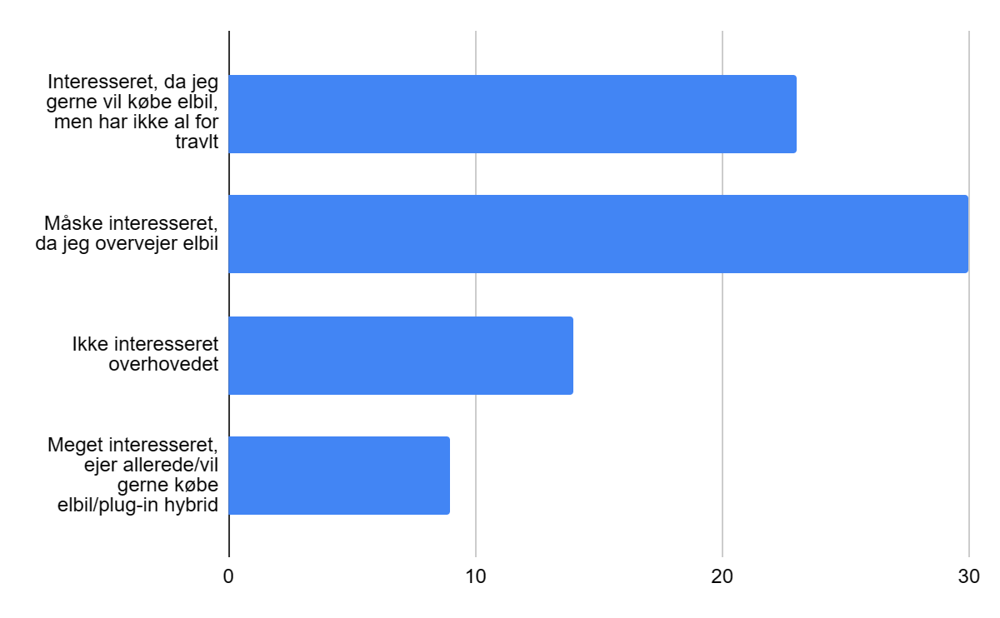 Interesseret, da jeg
gerne vil købe elbil,
men har ikke al for
travlt
Måske interesseret,
da jeg overvejer elbil
Ikke interesseret
overhovedet
Meget interesseret,
ejer allerede/vil
gerne købe
elbil/plug-in hybrid
0 10 20 30